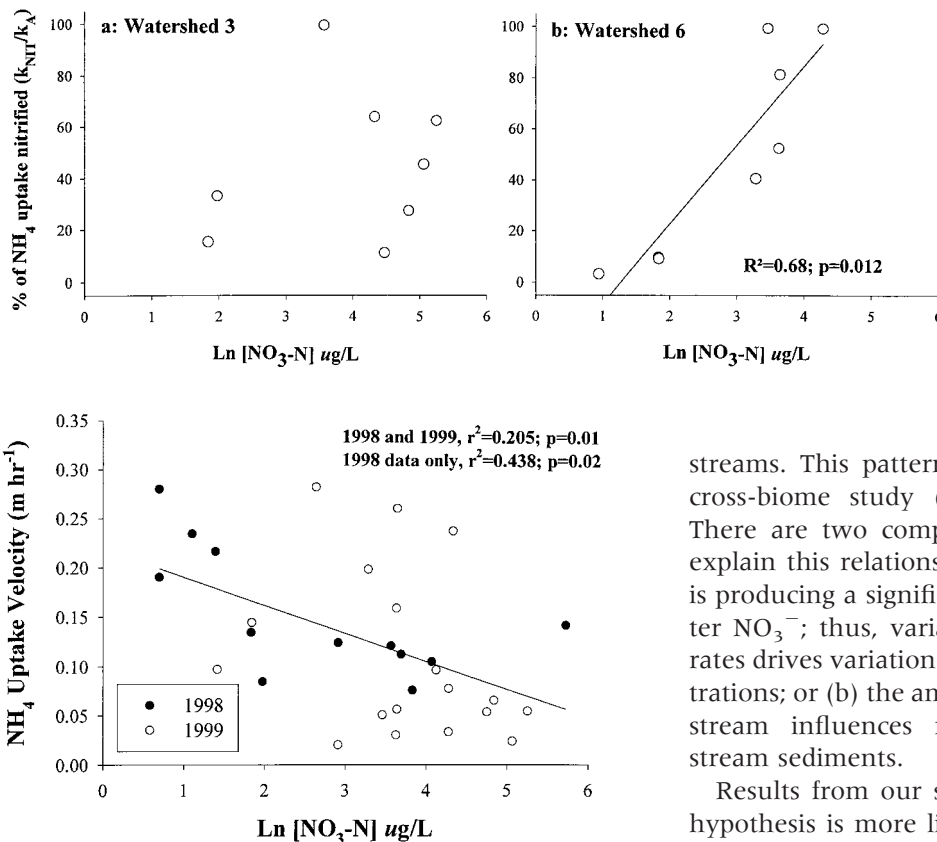 a: Watershed 3
b: Watershed 6
% of NH4 uptake nitrified (kNIT/kA)
100
80
60
40
20
0
100
80
60
40
20
0
R²=0.68; p=0.012
0 1 2 3 4 5 6
0 1 2 3 4 5 6
Ln [NO3-N] ug/L
Ln [NO3-N] ug/L
NH4 Uptake Velocity (m hr-1)
0.35
0.30
0.25
0.20
0.15
0.10
0.05
0.00
1998 and 1999, r2=0.205; p=0.01
1998 data only, r2=0.438; p=0.02
1998
1999
0 1 2 3 4 5 6
Ln [NO3-N] ug/L
streams. This pattern
cross-biome study (
There are two comp
explain this relations
is producing a signifi
ter NO3−; thus, varia
rates drives variation
trations; or (b) the an
stream influences r
stream sediments.
Results from our s
hypothesis is more li